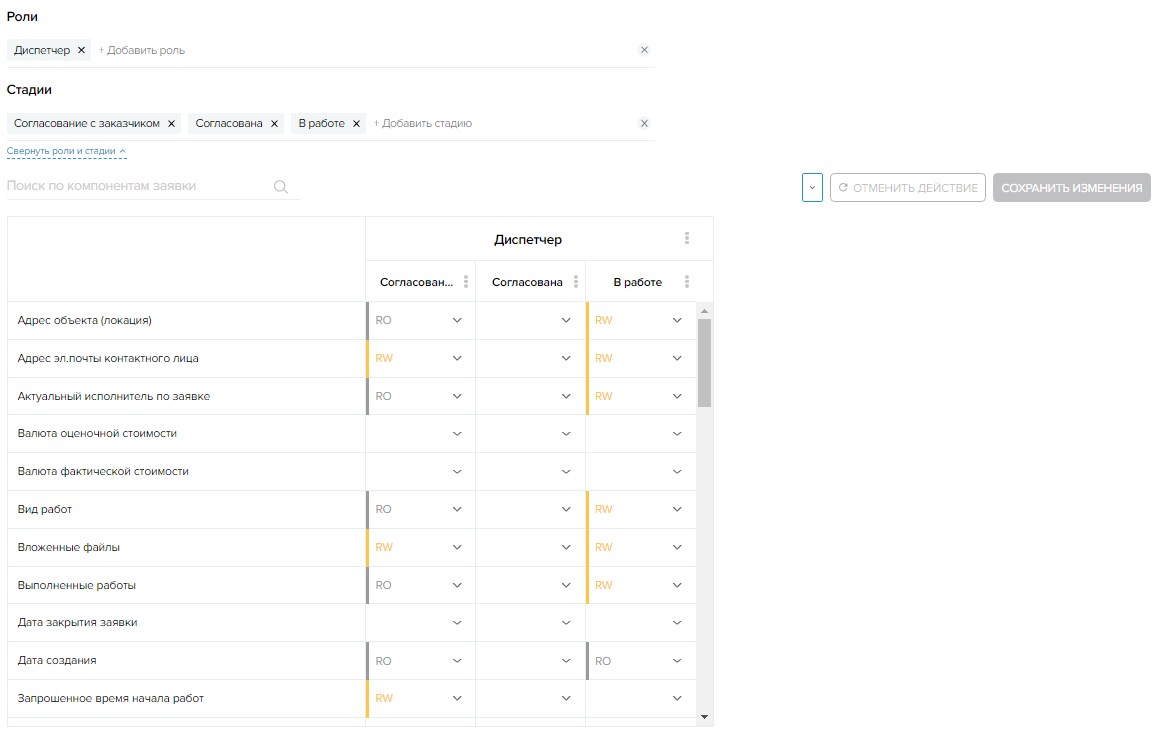 Роли
Диспетчер × + Добавить роль ×
Стадии
Согласование с заказчиком × Согласована × В работе × + Добавить стадию ×
Свернуть роли и стадии
Поиск по компонентам заявки
ОТМЕНИТЬ ДЕЙСТВИЕ СОХРАНИТЬ ИЗМЕНЕНИЯ
Диспетчер
Согласован... Согласована В работе
Адрес объекта (локация) RO RW
Адрес эл.почты контактного лица RW RW
Актуальный исполнитель по заявке RO RW
Валюта оценочной стоимости
Валюта фактической стоимости
Вид работ RO RW
Вложенные файлы RW RW
Выполненные работы RO RW
Дата закрытия заявки
Дата создания RO RO
Запрошенное время начала работ RW